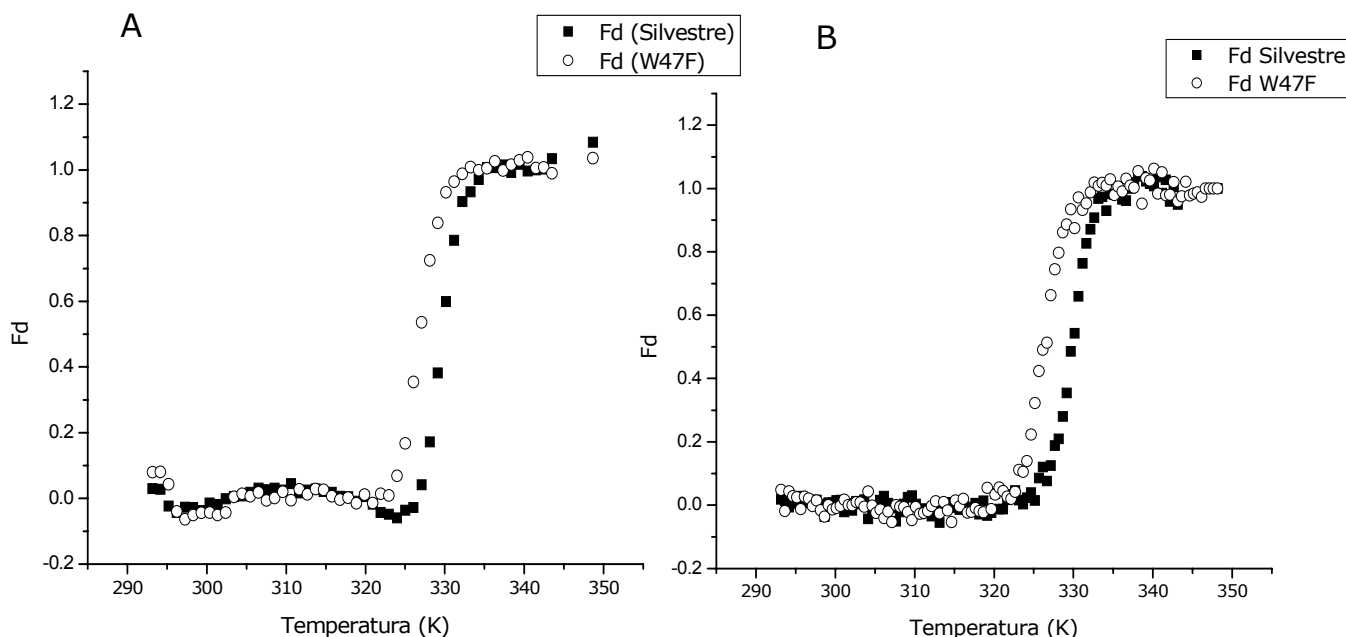 A
Fd (Silvestre)
Fd (W47F)
1.2
1.0
0.8
0.6
0.4
0.2
0.0
-0.2
290 300 310 320 330 340 350
Fd
Temperatura (K)
B
Fd Silvestre
Fd W47F
1.2
1.0
0.8
0.6
0.4
0.2
0.0
-0.2
290 300 310 320 330 340 350
Fd
Temperatura (K)